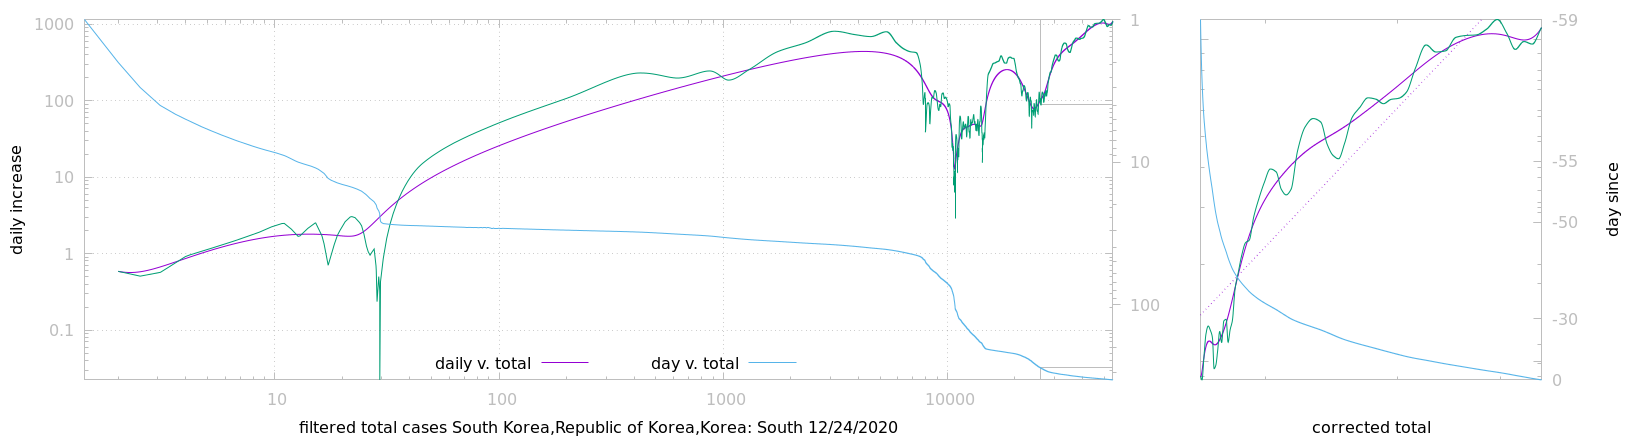 1000
100
10
1
0.1
daily increase
daily v. total
day v. total
10
100
1000
10000
filtered total cases South Korea,Republic of Korea,Korea: South 12/24/2020
1
10
100
-59
-55
-50
-30
0
day since
corrected total